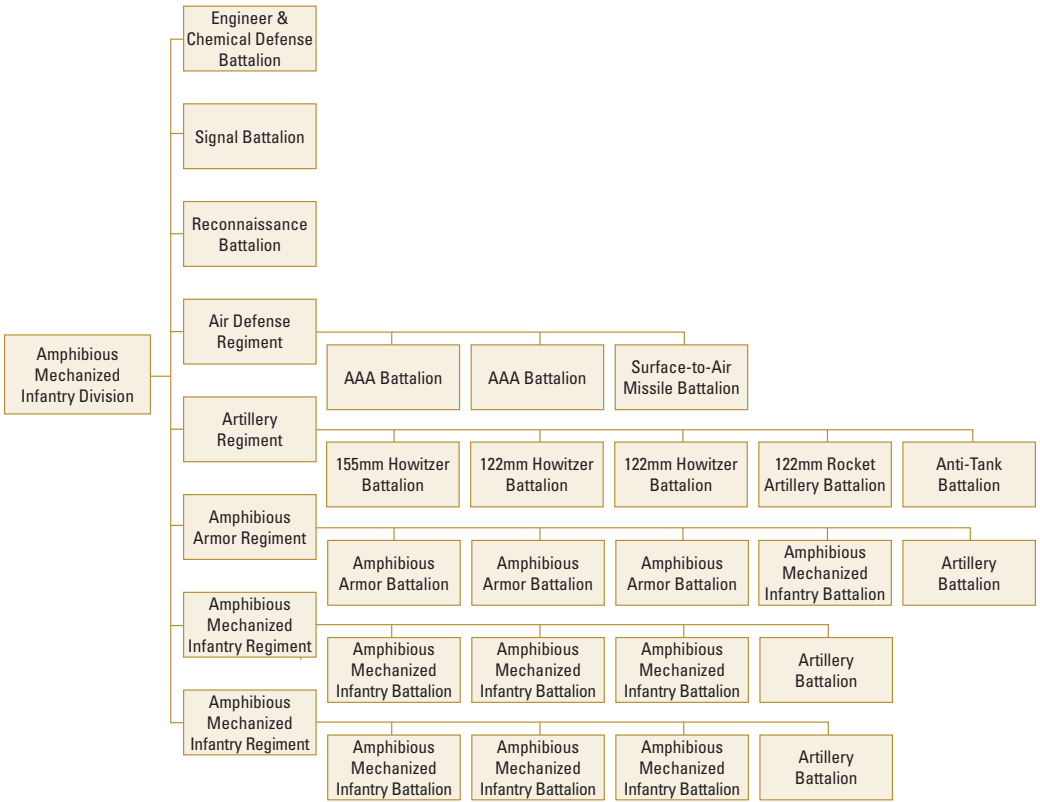 Engineer &
Chemical Defense
Battalion
Signal Battalion
Reconnaissance
Battalion
Air Defense
Regiment
Amphibious
Mechanized
Infantry Division
AAA Battalion
AAA Battalion
Surface-to-Air
Missile Battalion
Artillery
Regiment
155mm Howitzer
Battalion
122mm Howitzer
Battalion
122mm Howitzer
Battalion
122mm Rocket
Artillery Battalion
Anti-Tank
Battalion
Amphibious
Armor Regiment
Amphibious
Armor Battalion
Amphibious
Armor Battalion
Amphibious
Armor Battalion
Amphibious
Mechanized
Infantry Battalion
Artillery
Battalion
Amphibious
Mechanized
Infantry Regiment
Amphibious
Mechanized
Infantry Battalion
Amphibious
Mechanized
Infantry Battalion
Amphibious
Mechanized
Infantry Battalion
Artillery
Battalion
Amphibious
Mechanized
Infantry Regiment
Amphibious
Mechanized
Infantry Battalion
Amphibious
Mechanized
Infantry Battalion
Amphibious
Mechanized
Infantry Battalion
Artillery
Battalion